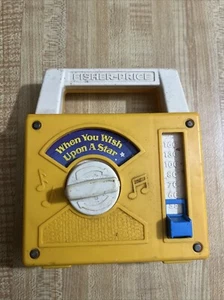 FISHER-PRICE
When You Wish
Upon A Star